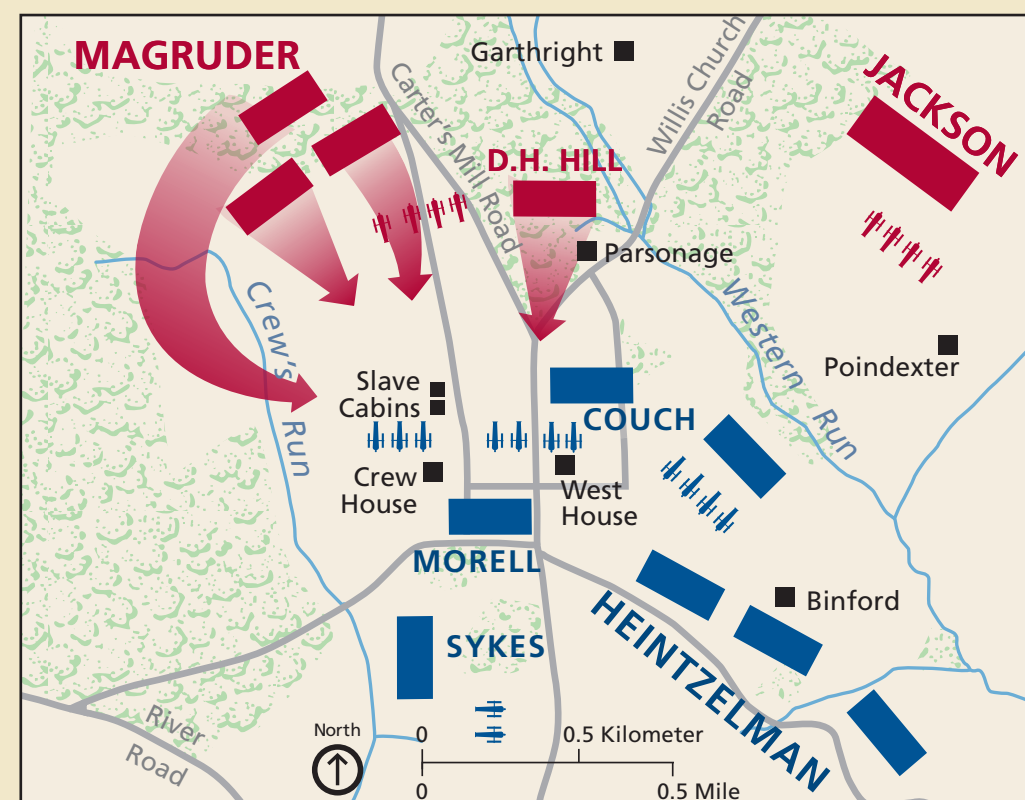 MAGRUDER
Garthright
Willis Church
Road
JACKSON
Carter's Mill Road
D.H. HILL
Parsonage
Crew's Run
Western Run
Poindexter
Slave
Cabins
COUCH
Crew
House
West
House
MORELL
Binford
HEINTZELMAN
SYKES
River
Road
North
0
0.5 Kilometer
0
0.5 Mile